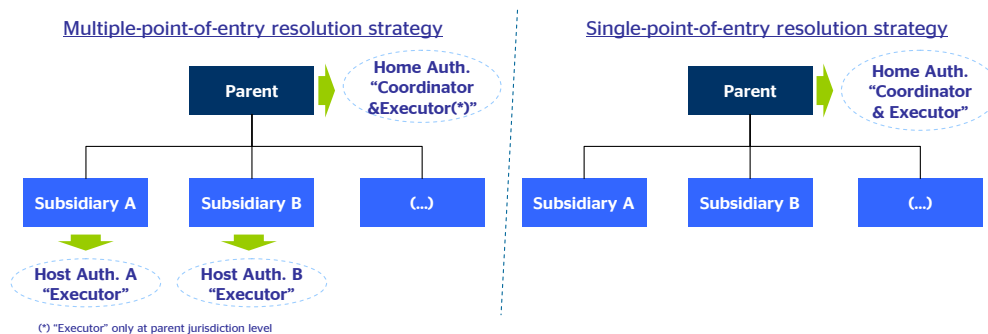 Multiple-point-of-entry resolution strategy
Parent
Home Auth.
“Coordinator
&Executor(*)”
Subsidiary A
Subsidiary B
(...)
Host Auth. A
“Executor”
Host Auth. B
“Executor”
(*) “Executor” only at parent jurisdiction level
Single-point-of-entry resolution strategy
Parent
Home Auth.
“Coordinator
& Executor”
Subsidiary A
Subsidiary B
(...)